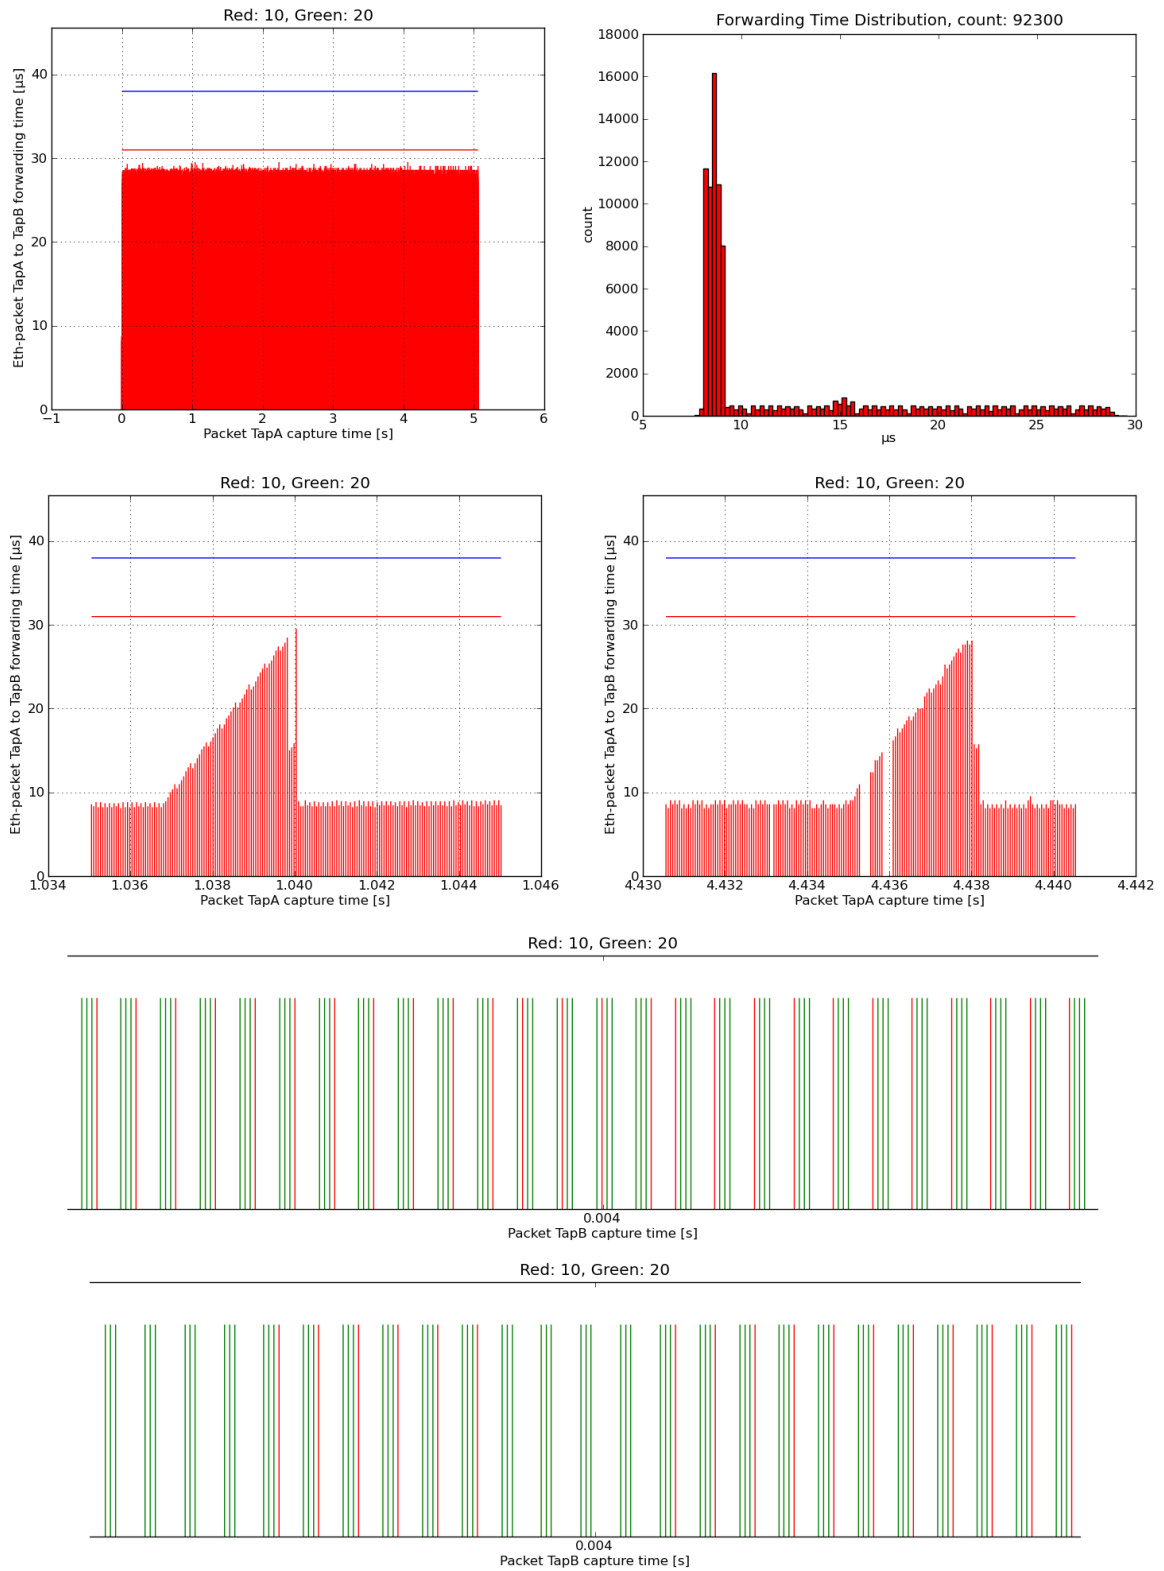 Red: 10, Green: 20
Eth-packet TapA to TapB forwarding time [µs]
40
30
20
10
0
−1 0 1 2 3 4 5 6
Packet TapA capture time [s]
Forwarding Time Distribution, count: 92300
count
18000
16000
14000
12000
10000
8000
6000
4000
2000
0
5 10 15 20 25 30
µs
Red: 10, Green: 20
Eth-packet TapA to TapB forwarding time [µs]
40
30
20
10
0
1.034 1.036 1.038 1.040 1.042 1.044 1.046
Packet TapA capture time [s]
Red: 10, Green: 20
Eth-packet TapA to TapB forwarding time [µs]
40
30
20
10
0
4.430 4.432 4.434 4.436 4.438 4.440 4.442
Packet TapA capture time [s]
Red: 10, Green: 20
0.004
Packet TapB capture time [s]
Red: 10, Green: 20
0.004
Packet TapB capture time [s]